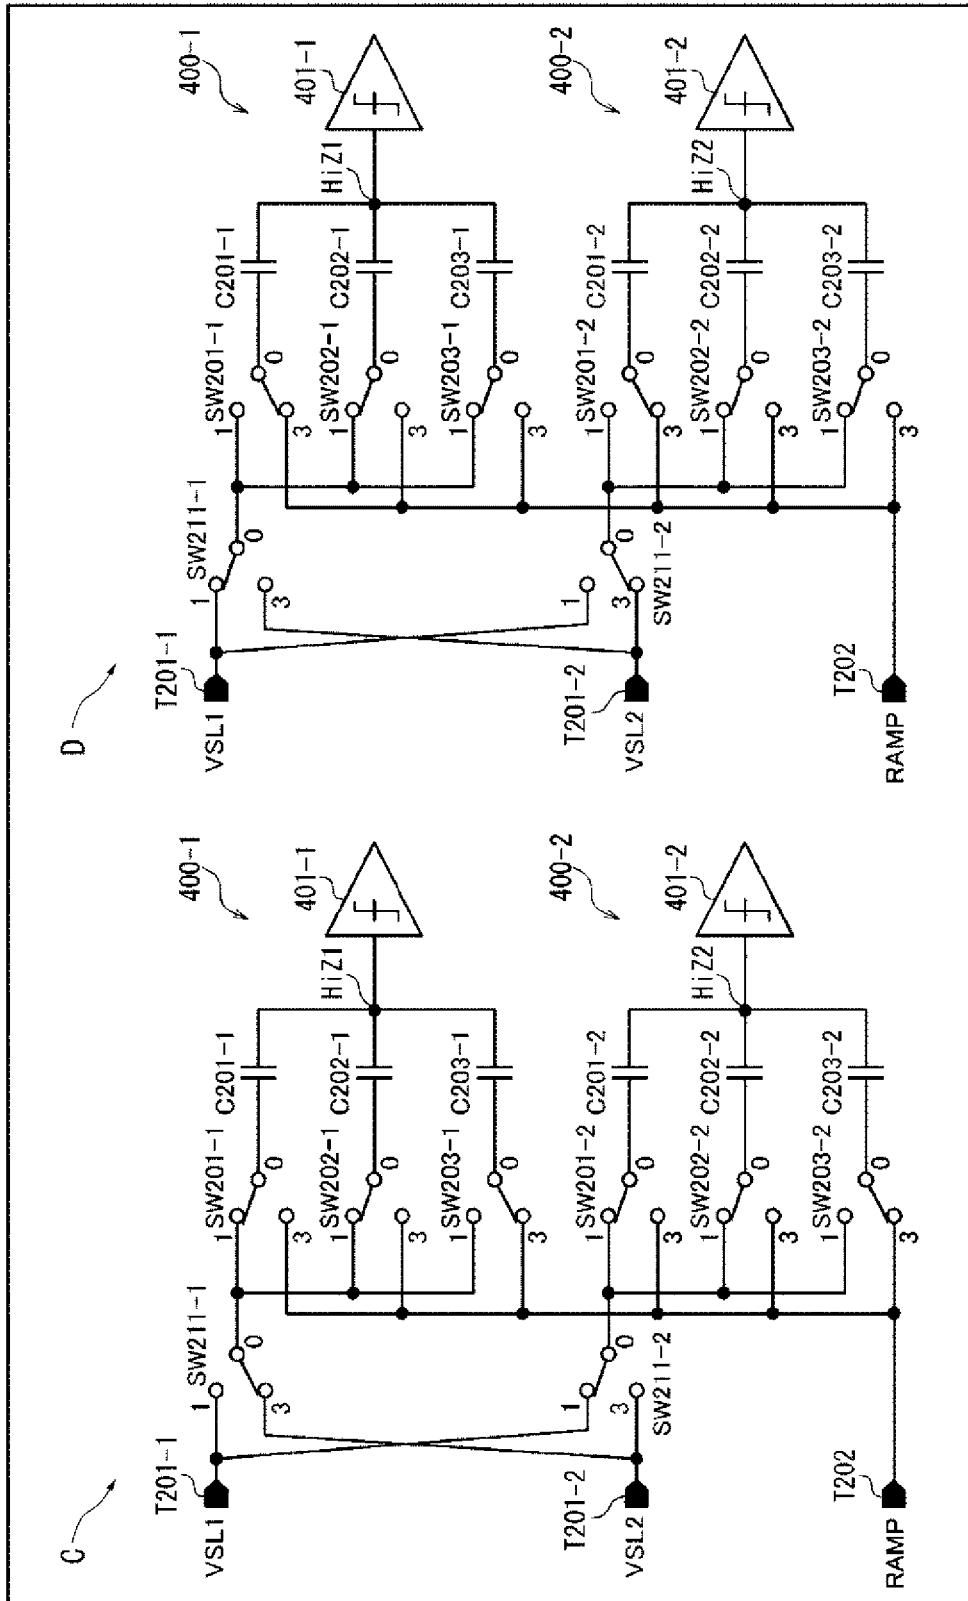 D
T201-1
VSL1
SW211-1
1
3
0
SW201-1
1
3
0
C201-1
SW202-1
1
3
0
C202-1
SW203-1
1
3
0
C203-1
HiZ1
401-1
400-1
T201-2
VSL2
SW211-2
1
3
0
SW201-2
1
3
0
C201-2
SW202-2
1
3
0
C202-2
SW203-2
1
3
0
C203-2
HiZ2
401-2
400-2
T202
RAMP
C
T201-1
VSL1
SW211-1
1
3
0
SW201-1
1
3
0
C201-1
SW202-1
1
3
0
C202-1
SW203-1
1
3
0
C203-1
HiZ1
401-1
400-1
T201-2
VSL2
SW211-2
1
3
0
SW201-2
1
3
0
C201-2
SW202-2
1
3
0
C202-2
SW203-2
1
3
0
C203-2
HiZ2
401-2
400-2
T202
RAMP